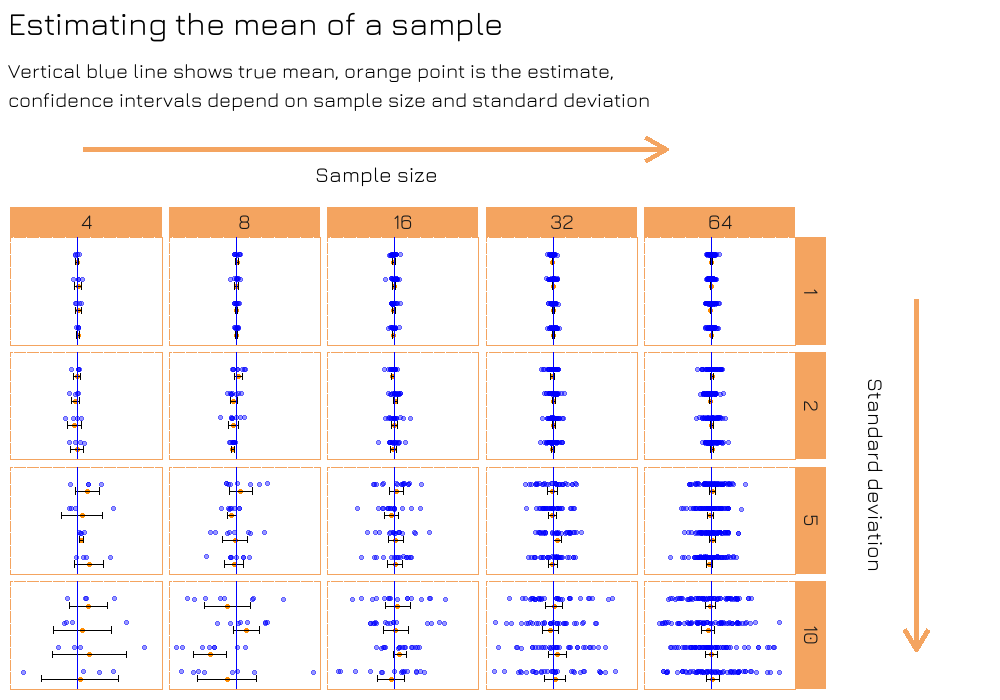 Estimating the mean of a sample
Vertical blue line shows true mean, orange point is the estimate,
confidence intervals depend on sample size and standard deviation
Sample size
4
8
16
32
64
1
2
5
10
Standard deviation